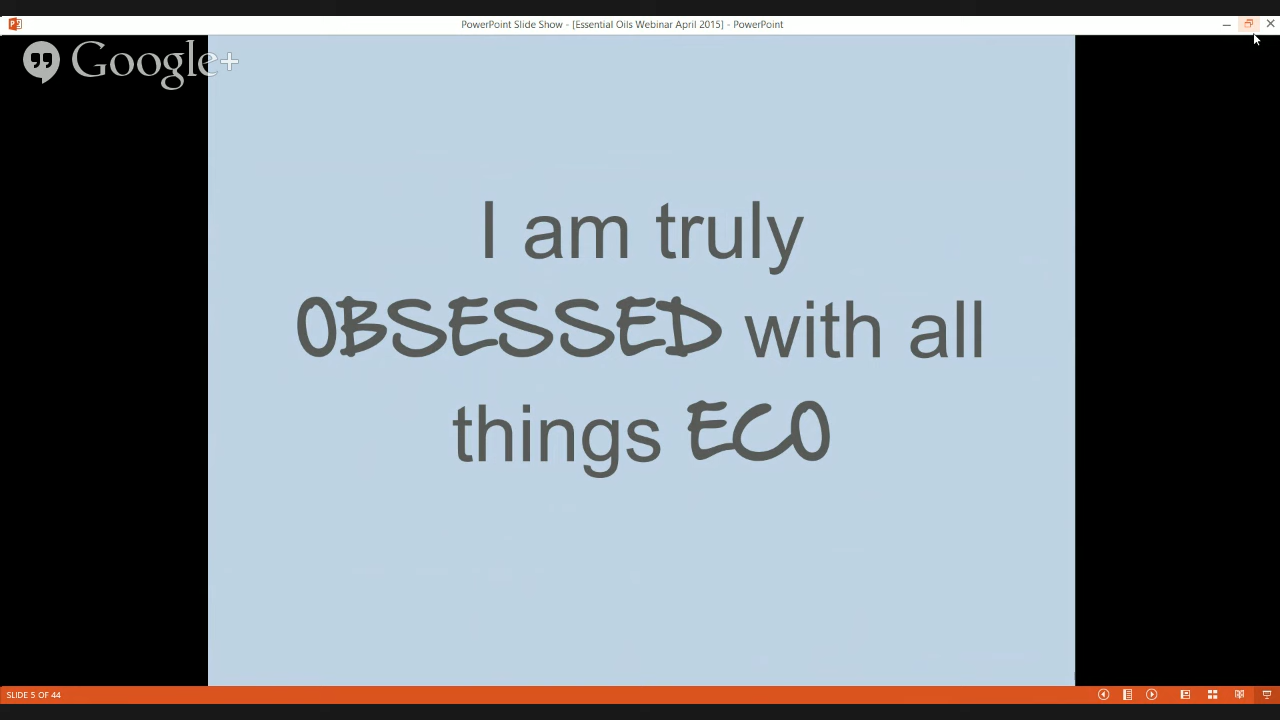 PowerPoint Slide Show - [Essential Oils Webinar April 2015] - PowerPoint
Google+
I am truly
OBSESSED with all
things ECO
SLIDE 5 OF 44